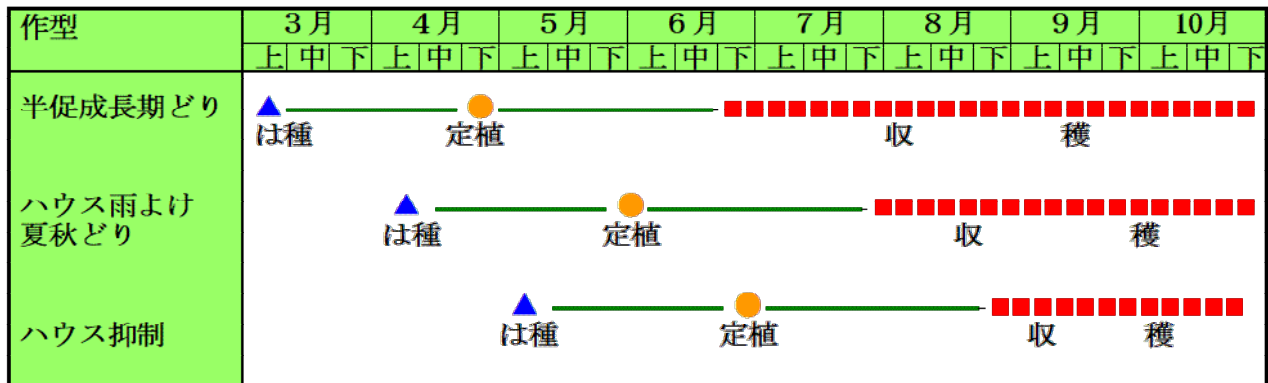 作型 3月 4月 5月 6月 7月 8月 9月 10月
上 中 下 上 中 下 上 中 下 上 中 下 上 中 下 上 中 下 上 中 下 上 中 下
半促成長期どり
は種 定植 収 穫
ハウス雨よけ
夏秋どり
は種 定植 収 穫
ハウス抑制
は種 定植 収 穫